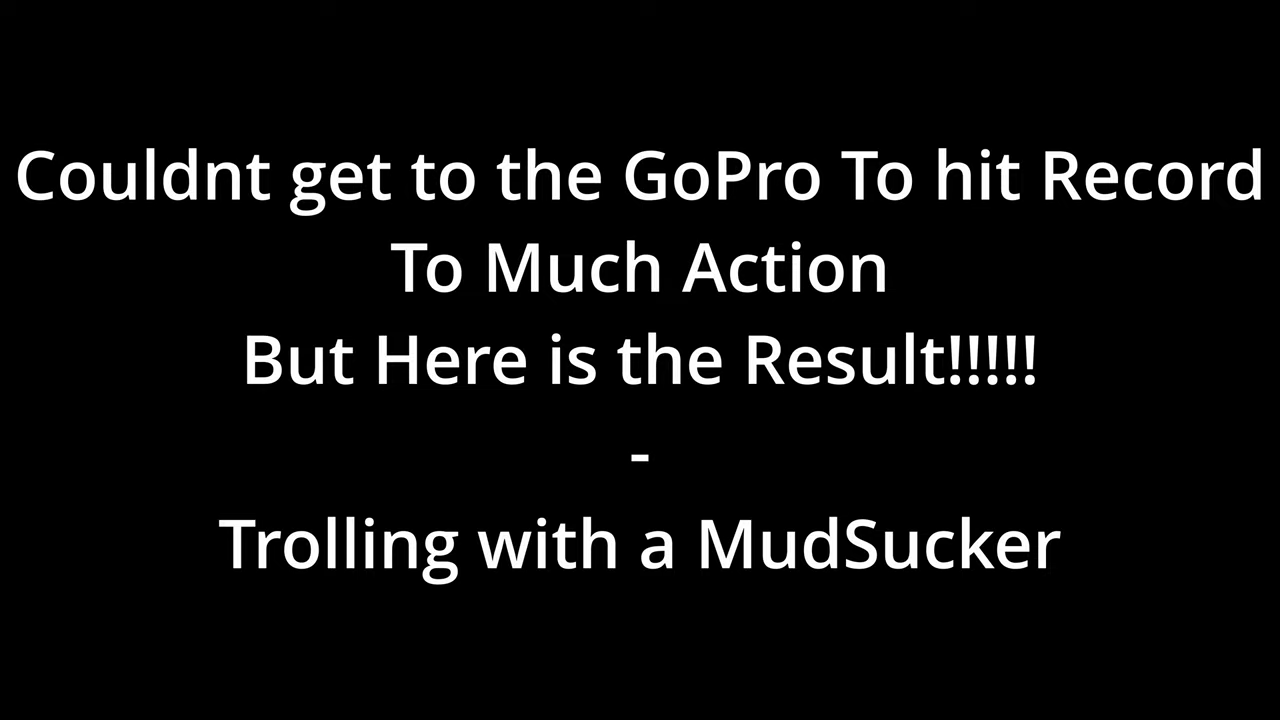 Couldnt get to the GoPro To hit Record
To Much Action
But Here is the Result!!!!!
-
Trolling with a MudSucker